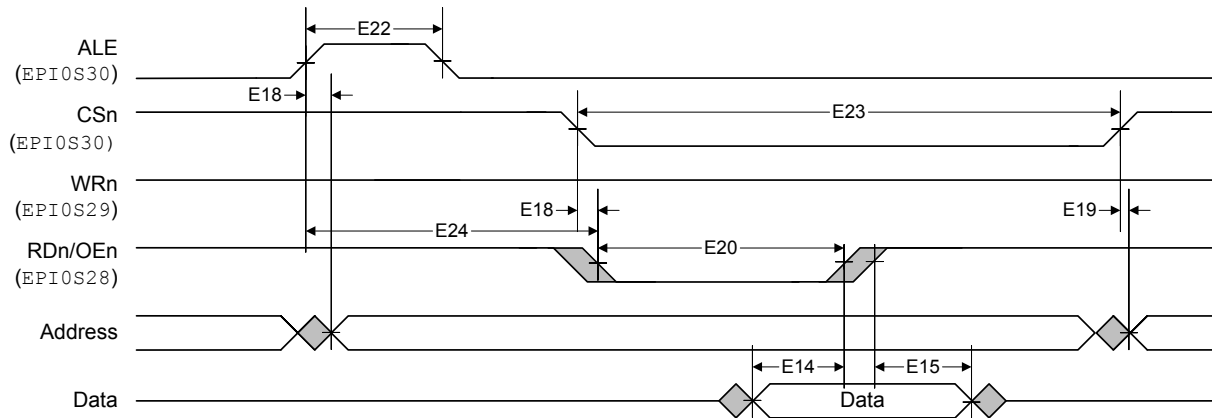 E22
ALE
(EPI0S30)
E18
CSn
E23
(EPI0S30)
WRn
(EPI0S29)
E18
E19
E24
RDn/OEn
E20
(EPI0S28)
Address
E14
E15
Data
Data